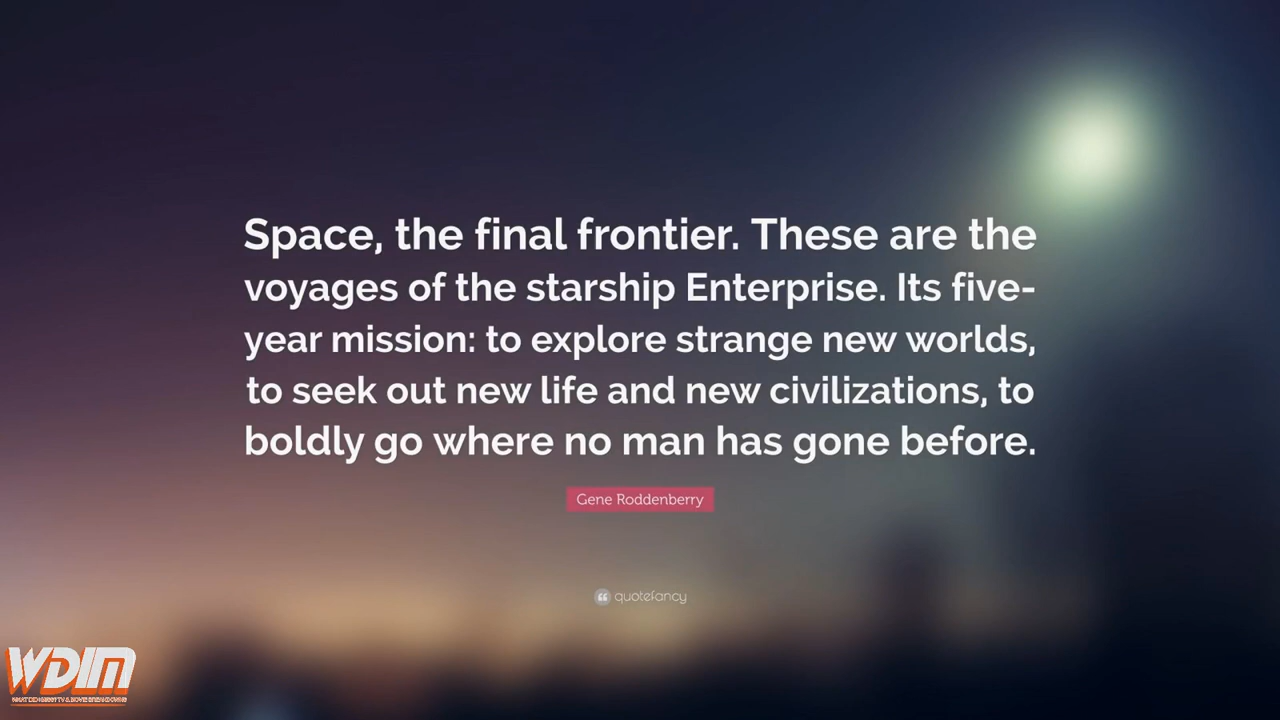 Space, the final frontier. These are the
voyages of the starship Enterprise. Its five-
year mission: to explore strange new worlds,
to seek out new life and new civilizations, to
boldly go where no man has gone before.
Gene Roddenberry
quotefancy
WDIM